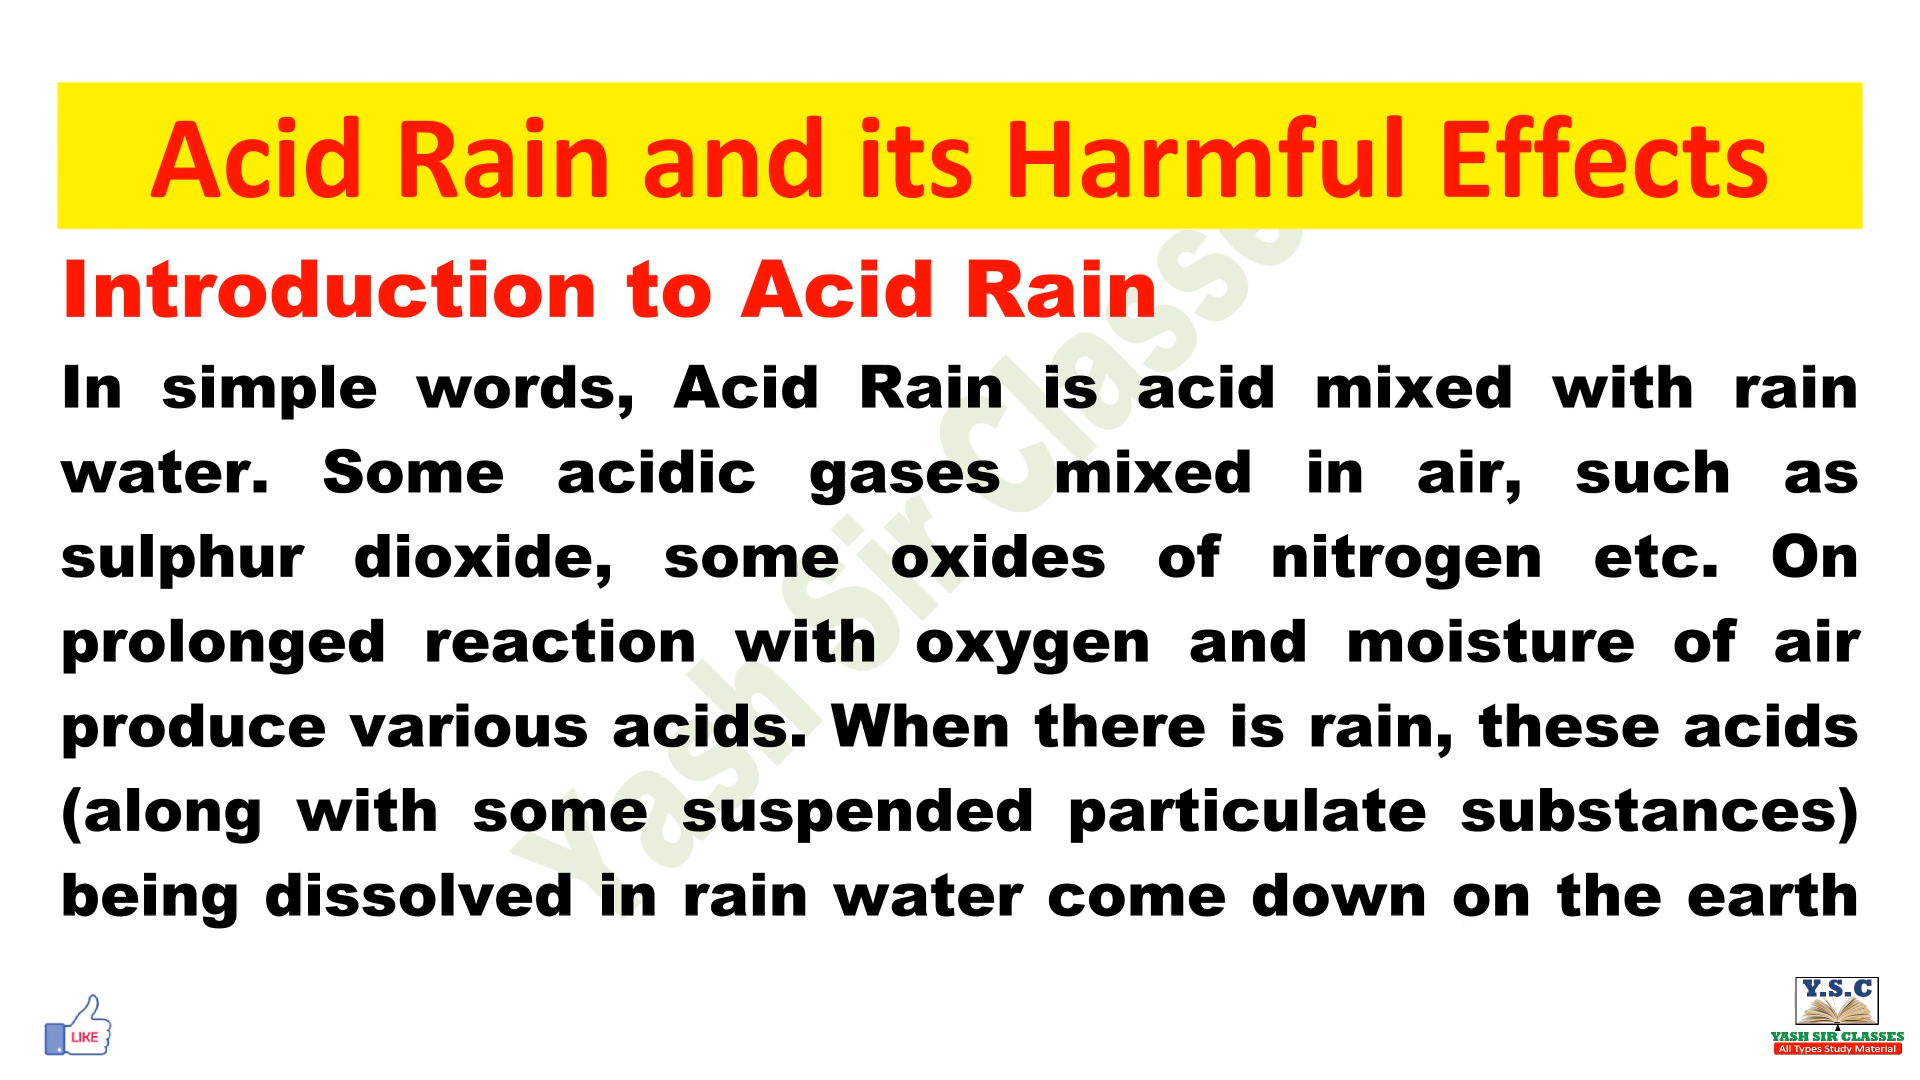 Acid Rain and its Harmful Effects
Introduction to Acid Rain
In simple words, Acid Rain is acid mixed with rain
water. Some acidic gases mixed in air, such as
sulphur dioxide, some oxides of nitrogen etc. On
prolonged reaction with oxygen and moisture of air
produce various acids. When there is rain, these acids
(along with some suspended particulate substances)
being dissolved in rain water come down on the earth
Yash Sir Classe
LIKE
Y.S.C
YASH SIR CLASSES
All Types Study Material